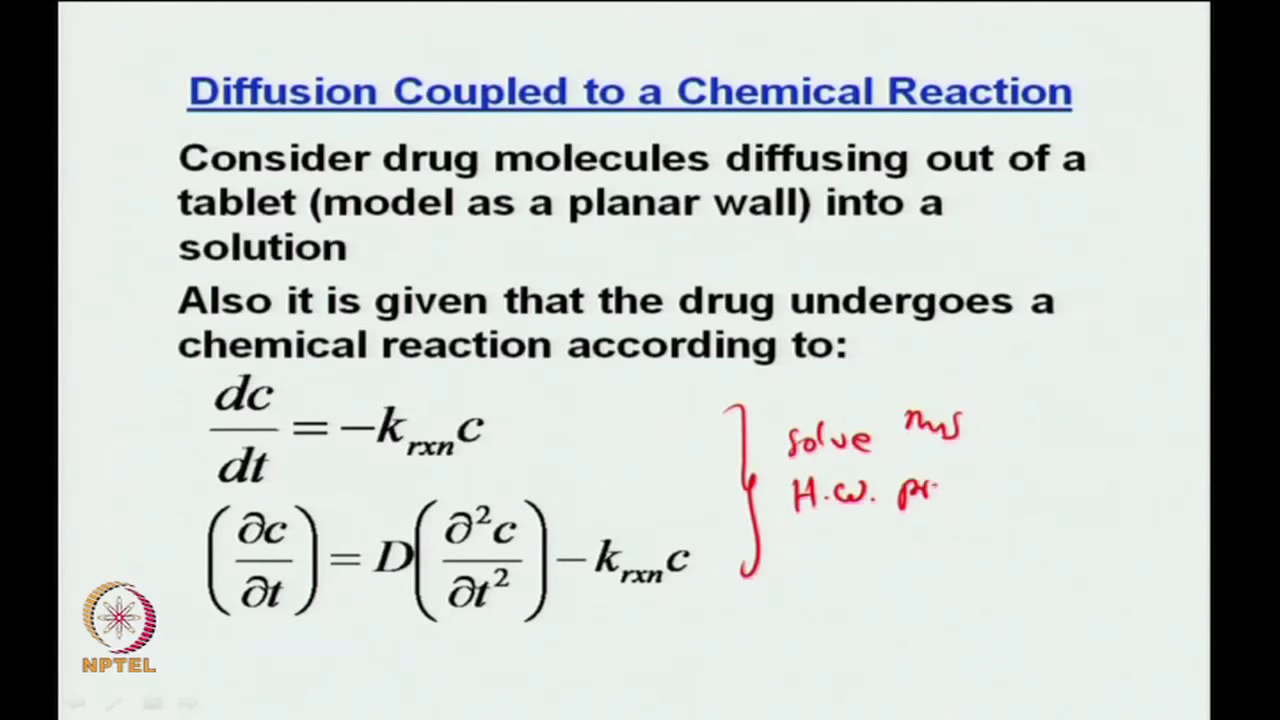 Diffusion Coupled to a Chemical Reaction
Consider drug molecules diffusing out of a
tablet (model as a planar wall) into a
solution
Also it is given that the drug undergoes a
chemical reaction according to:
dc/dt = −k_rxn c
(∂c/∂t) = D(∂²c/∂t²) − k_rxn c
solve
H.W. pr
NPTEL